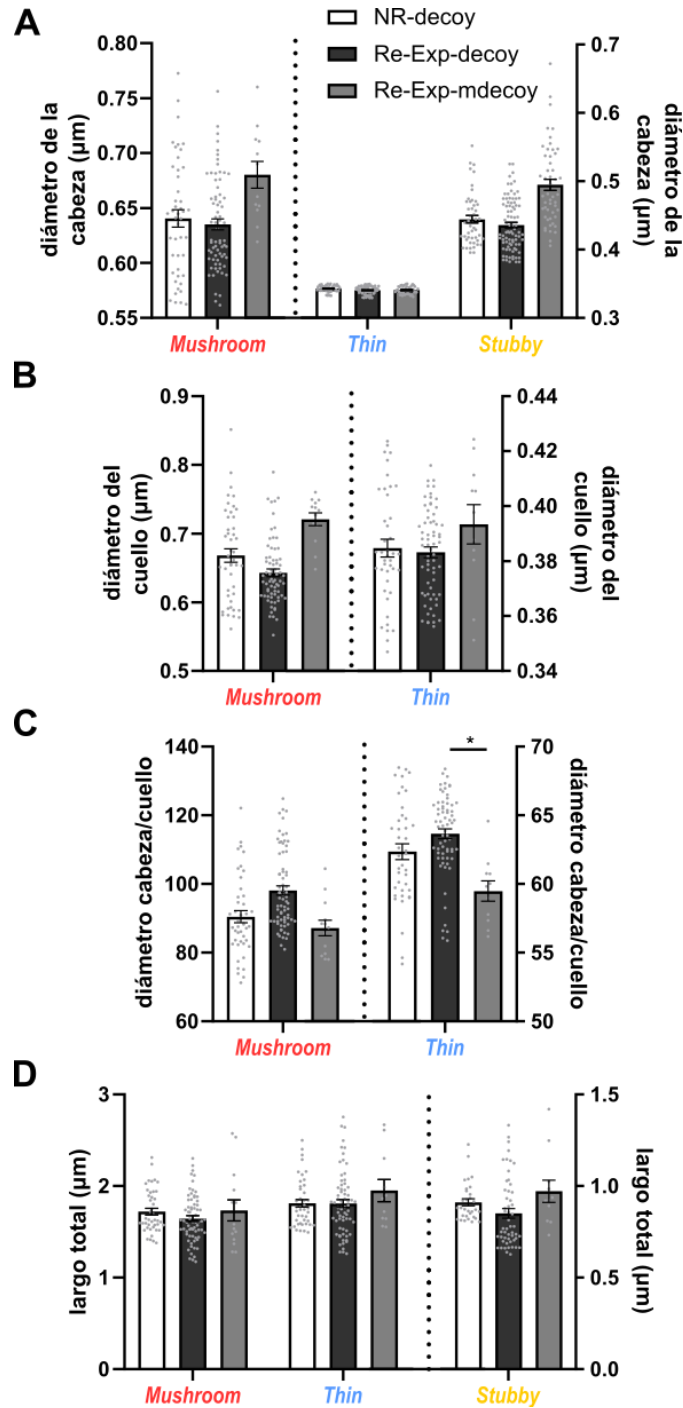 A
NR-decoy
Re-Exp-decoy
Re-Exp-mdecoy
diámetro de la
cabeza (µm)
0.80
0.75
0.70
0.65
0.60
0.55
0.7
0.6
0.5
0.4
0.3
diámetro de la
cabeza (µm)
Mushroom
Thin
Stubby
B
diámetro del
cuello (µm)
0.9
0.8
0.7
0.6
0.5
0.44
0.42
0.40
0.38
0.36
0.34
diámetro del
cuello (µm)
Mushroom
Thin
C
diámetro cabeza/cuello
140
120
100
80
60
*
70
65
60
55
50
diámetro cabeza/cuello
Mushroom
Thin
D
largo total (µm)
3
2
1
0
1.5
1.0
0.5
0.0
largo total (µm)
Mushroom
Thin
Stubby